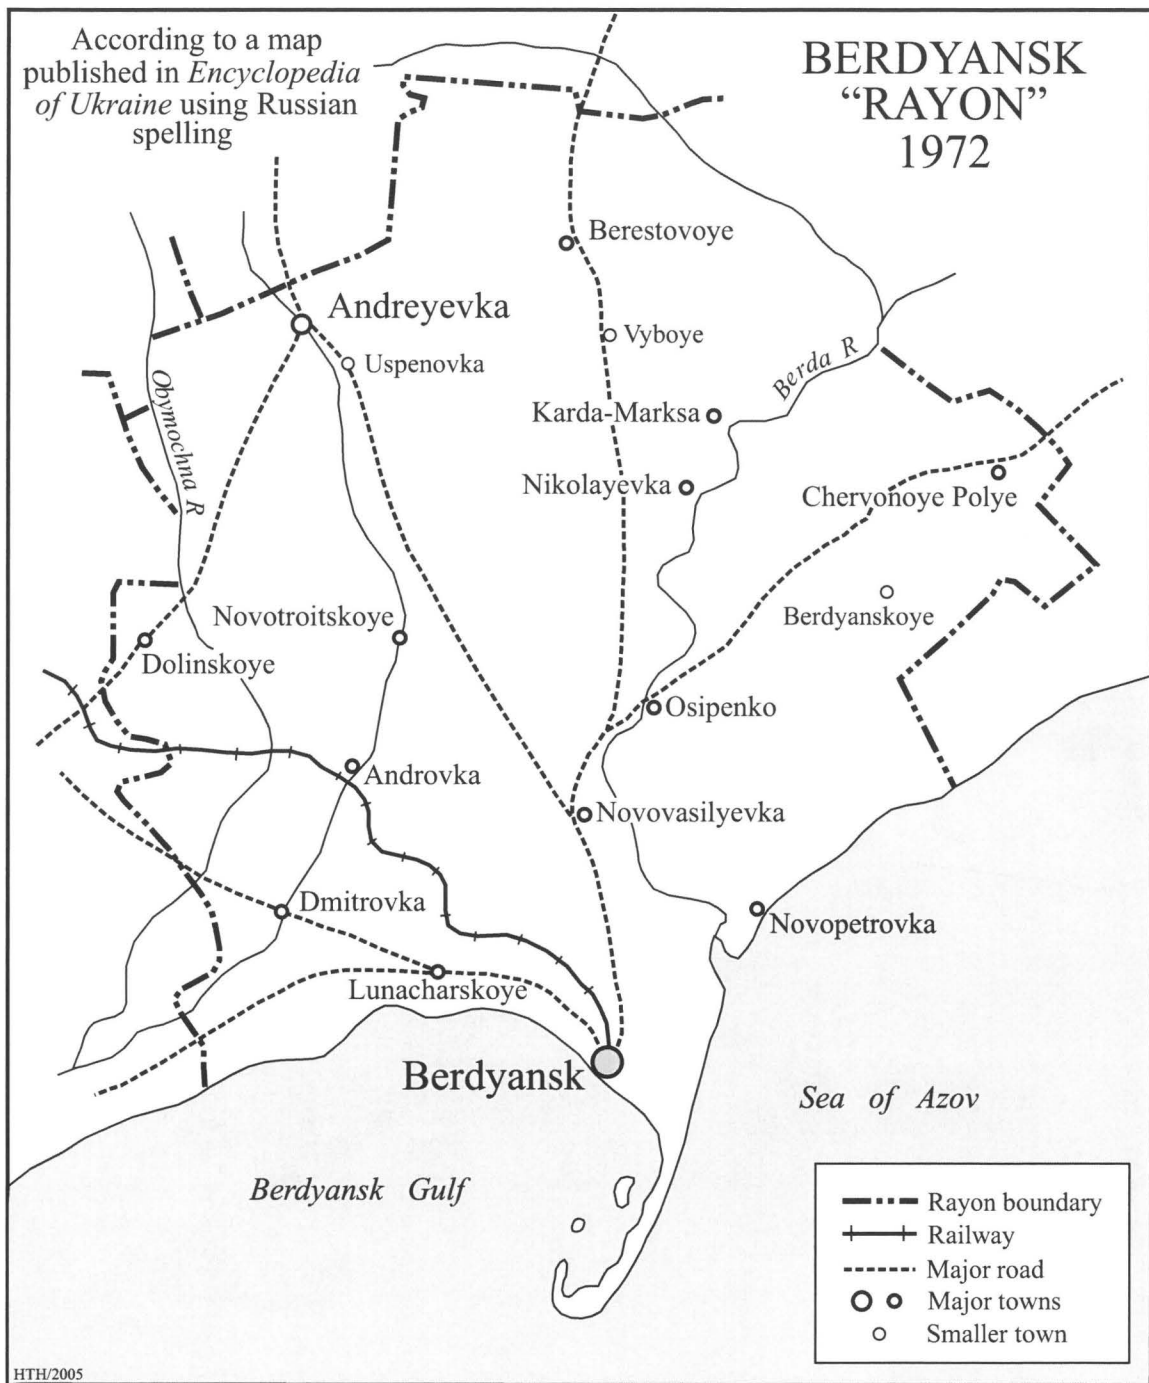 According to a map
published in Encyclopedia
of Ukraine using Russian
spelling
BERDYANSK
“RAYON”
1972
Berestovoye
Andreyevka
Vyboye
Uspenovka
Berda R
Obymochna R
Karda-Marksa
Nikolayevka
Chervonoye Polye
Novotroitskoye
Berdyanskoye
Dolinskoye
Osipenko
Androvka
Novovasilyevka
Dmitrovka
Novopetrovka
Lunacharskoye
Berdyansk
Sea of Azov
Berdyansk Gulf
Rayon boundary
Railway
Major road
Major towns
Smaller town
HTH/2005